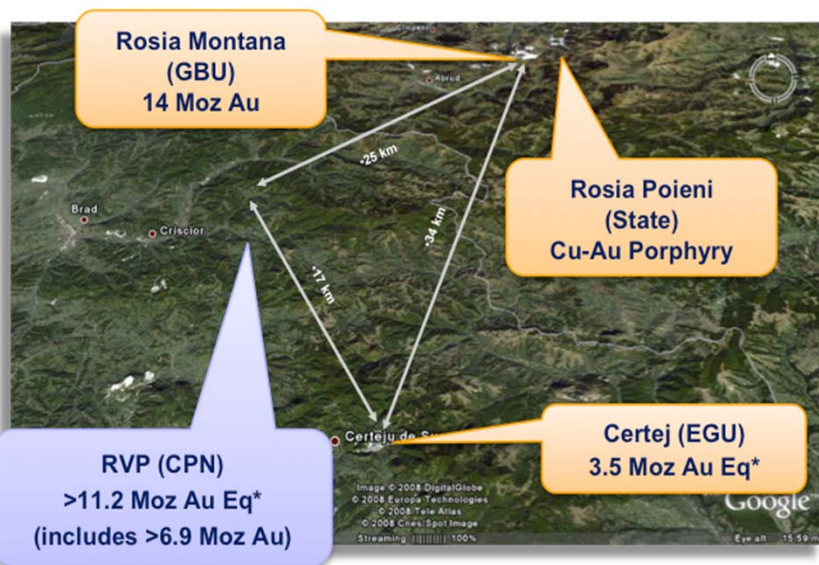 Rosia Montana
(GBU)
14 Moz Au
Abrud
~25 km
~34 km
~17 km
Rosia Poieni
(State)
Cu-Au Porphyry
Brad
Criscior
Certeju de
Certej (EGU)
3.5 Moz Au Eq*
RVP (CPN)
>11.2 Moz Au Eq*
(includes >6.9 Moz Au)
Image © 2008 DigitalGlobe
© 2008 Europa Technologies
© 2008 Tele Atlas
© 2008 Cnes/Spot Image
Streaming 100%
Google
Eye alt 15:59 m